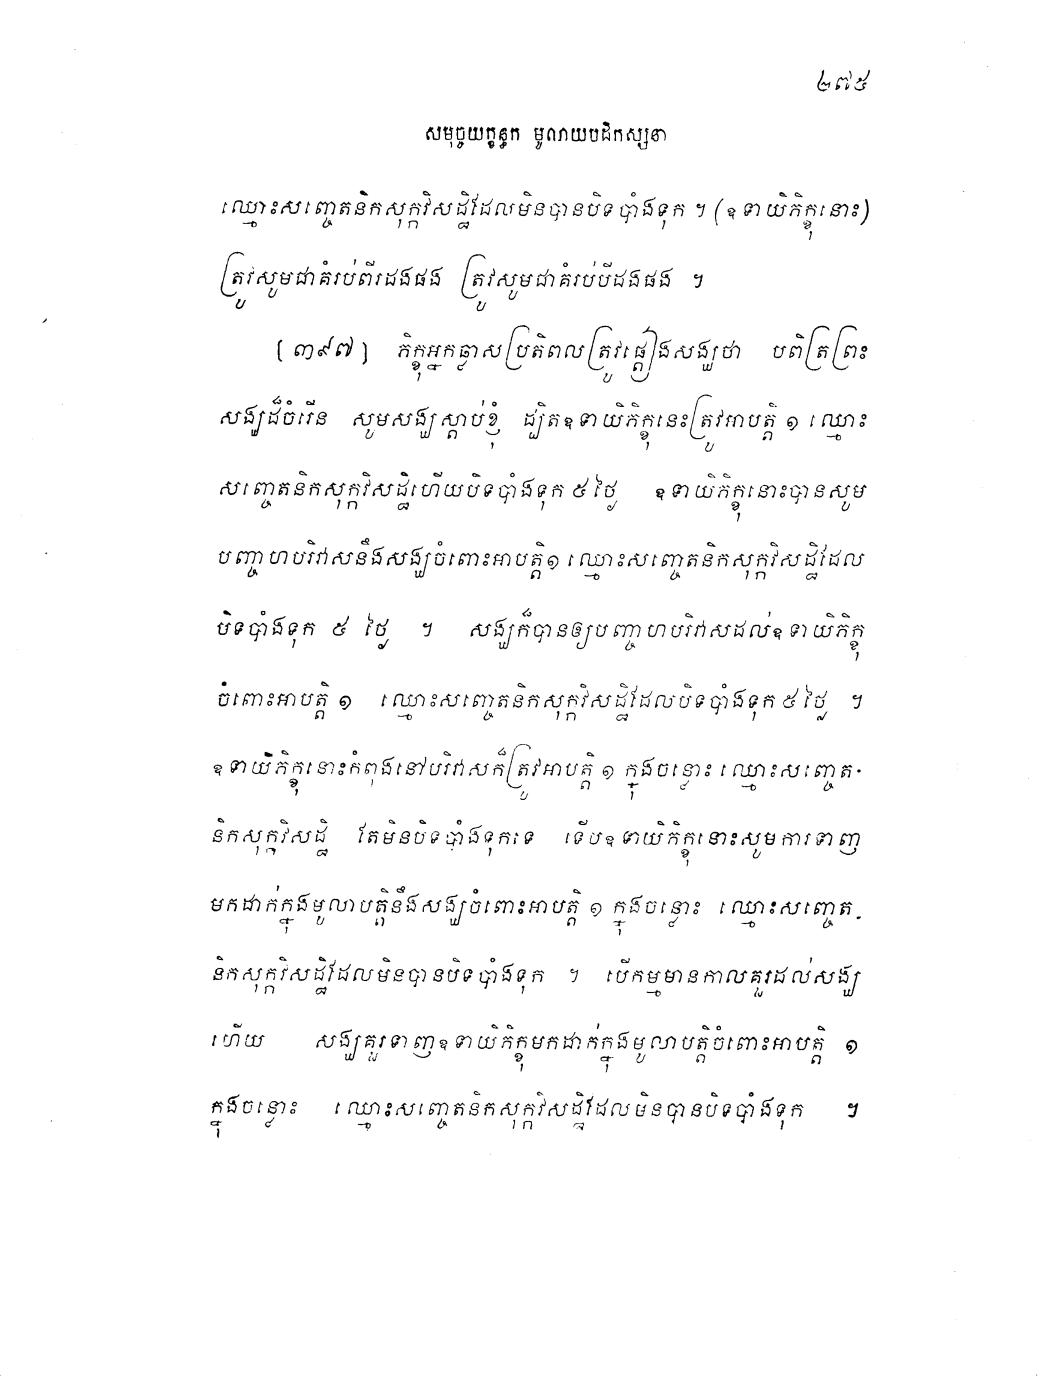 ២៧៥
សមុច្ចយក្ខន្ធក មូលាយបដិកស្សនា
ឈ្មោះសញ្ចេតនិកសុក្កវិសដ្ឋិដែលមិនបានបិទបាំងទុក ។ (ឧទាយិភិក្ខុនោះ)
ត្រូវសូមជាគំរប់ពីរដងផង ត្រូវសូមជាគំរប់បីដងផង ។
[៣៩៧] ភិក្ខុអ្នកឆ្លាសប្រតិពលត្រូវផ្តៀងសង្ឃថា បពិត្រព្រះ
សង្ឃដ៏ចំរើន សូមសង្ឃស្តាប់ខ្ញុំ ដ្បិតឧទាយិភិក្ខុនេះត្រូវអាបត្តិ ១ ឈ្មោះ
សញ្ចេតនិកសុក្កវិសដ្ឋិហើយបិទបាំងទុក ៥ ថ្ងៃ ឧទាយិភិក្ខុនោះបានសូម
បញ្ចាហបរិវាសនឹងសង្ឃចំពោះអាបត្តិ១ ឈ្មោះសញ្ចេតនិកសុក្កវិសដ្ឋិដែល
បិទបាំងទុក ៥ ថ្ងៃ ។ សង្ឃក៏បានឲ្យបញ្ចាហបរិវាសដល់ឧទាយិភិក្ខុ
ចំពោះអាបត្តិ ១ ឈ្មោះសញ្ចេតនិកសុក្កវិសដ្ឋិដែលបិទបាំងទុក ៥ ថ្ងៃ ។
ឧទាយិភិក្ខុនោះកំពុងនៅបរិវាសក៏ត្រូវអាបត្តិ ១ ក្នុងចន្លោះ ឈ្មោះសញ្ចេត-
និកសុក្កវិសដ្ឋិ តែមិនបិទបាំងទុកទេ ទើបឧទាយិភិក្ខុនោះសូមការទាញ
មកដាក់ក្នុងមូលាបត្តិនឹងសង្ឃចំពោះអាបត្តិ ១ ក្នុងចន្លោះ ឈ្មោះសញ្ចេត-
និកសុក្កវិសដ្ឋិដែលមិនបានបិទបាំងទុក ។ បើកម្មមានកាលគួរដល់សង្ឃ
ហើយ សង្ឃគួរទាញឧទាយិភិក្ខុមកដាក់ក្នុងមូលាបត្តិចំពោះអាបត្តិ ១
ក្នុងចន្លោះ ឈ្មោះសញ្ចេតនិកសុក្កវិសដ្ឋិដែលមិនបានបិទបាំងទុក ។